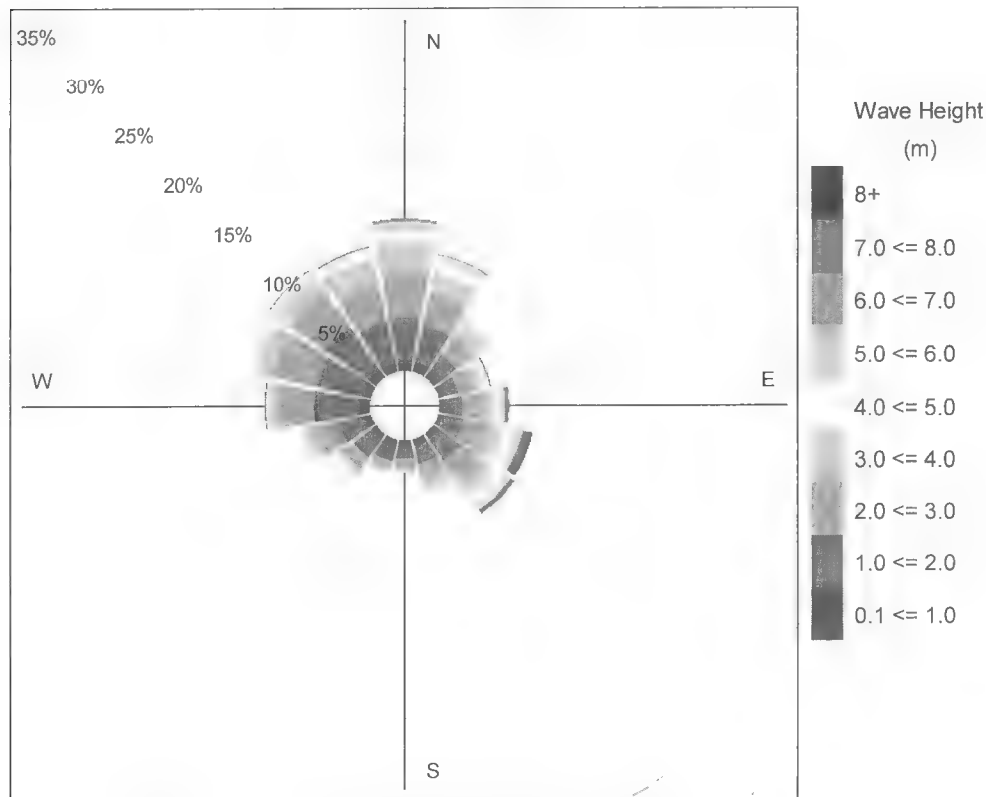 35%
N
30%
25%
20%
15%
10%
5%
W
E
S
Wave Height
(m)
8+
7.0 <= 8.0
6.0 <= 7.0
5.0 <= 6.0
4.0 <= 5.0
3.0 <= 4.0
2.0 <= 3.0
1.0 <= 2.0
0.1 <= 1.0